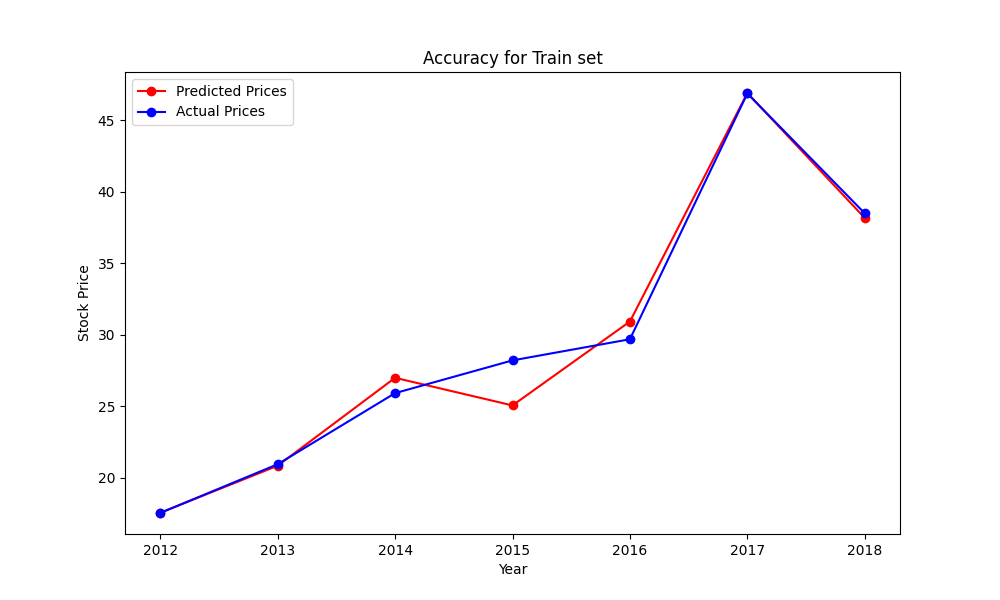 Accuracy for Train set
Predicted Prices
Actual Prices
45
40
35
30
25
20
Stock Price
2012 2013 2014 2015 2016 2017 2018
Year